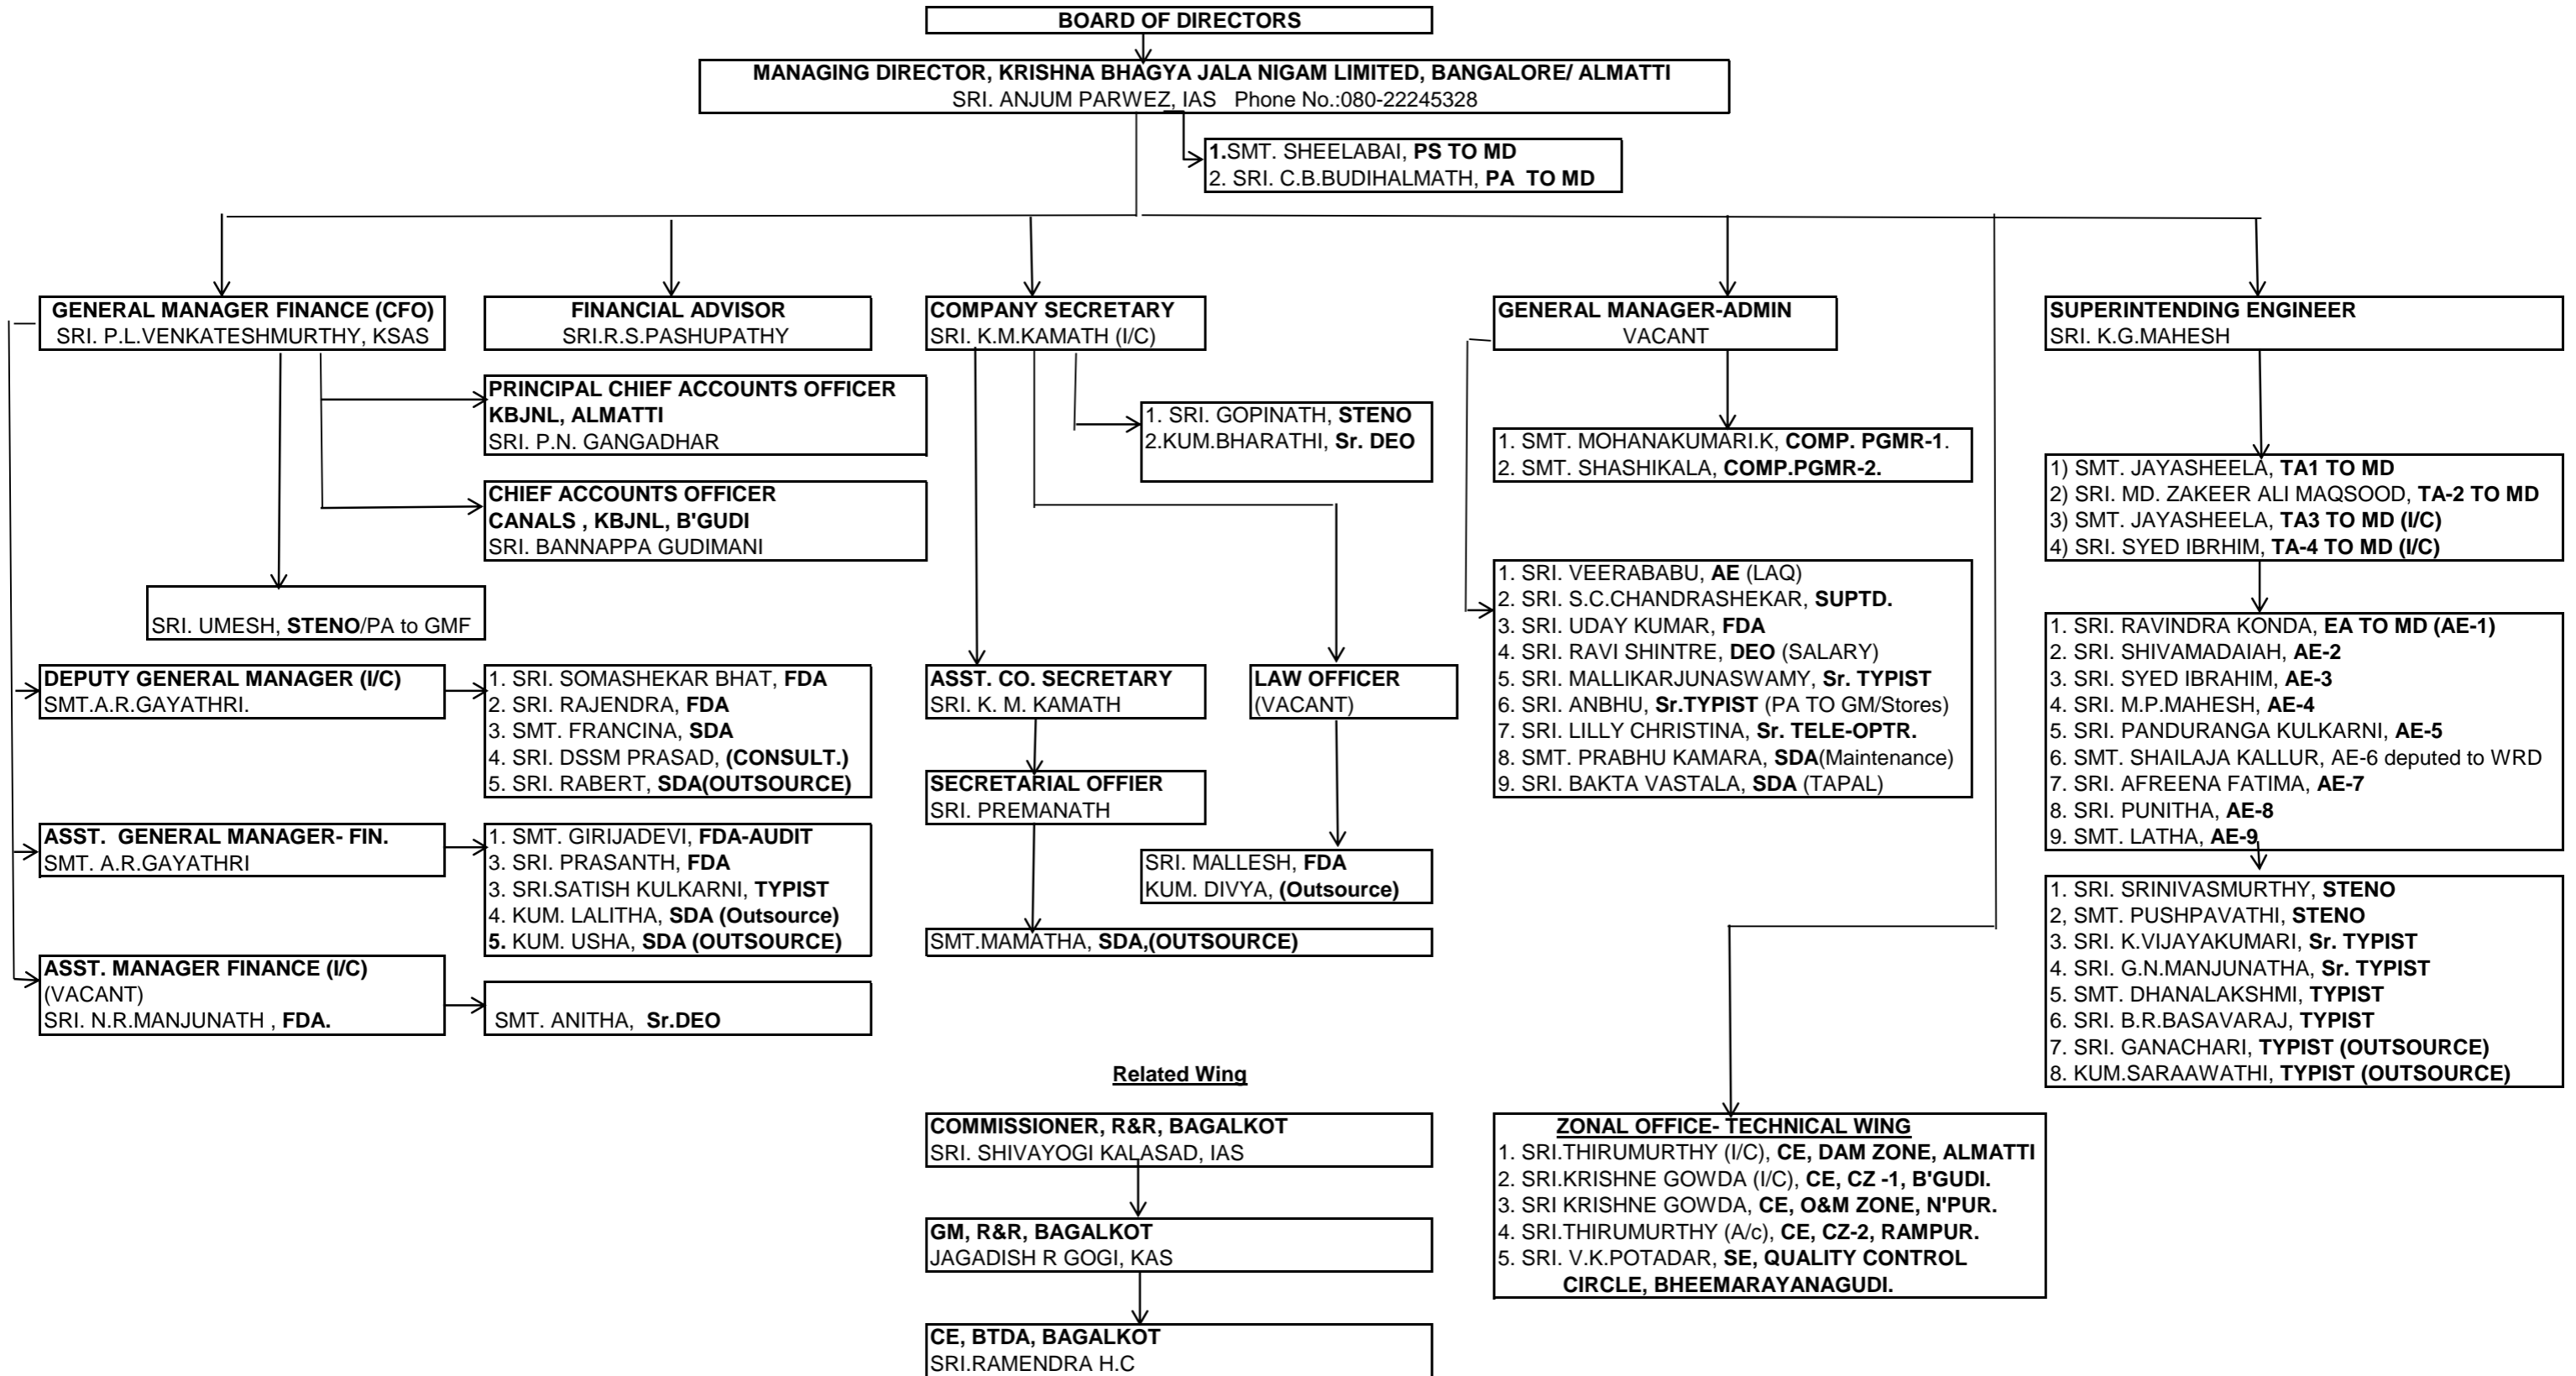 BOARD OF DIRECTORS
MANAGING DIRECTOR, KRISHNA BHAGYA JALA NIGAM LIMITED, BANGALORE/ ALMATTI
SRI. ANJUM PARWEZ, IAS Phone No.:080-22245328
1.SMT. SHEELABAI, PS TO MD
2. SRI. C.B.BUDIHALMATH, PA TO MD
GENERAL MANAGER FINANCE (CFO)
SRI. P.L.VENKATESHMURTHY, KSAS
FINANCIAL ADVISOR
SRI.R.S.PASHUPATHY
COMPANY SECRETARY
SRI. K.M.KAMATH (I/C)
GENERAL MANAGER-ADMIN
VACANT
SUPERINTENDING ENGINEER
SRI. K.G.MAHESH
PRINCIPAL CHIEF ACCOUNTS OFFICER
KBJNL, ALMATTI
SRI. P.N. GANGADHAR
CHIEF ACCOUNTS OFFICER
CANALS , KBJNL, B'GUDI
SRI. BANNAPPA GUDIMANI
SRI. UMESH, STENO/PA to GMF
DEPUTY GENERAL MANAGER (I/C)
SMT.A.R.GAYATHRI.
1. SRI. SOMASHEKAR BHAT, FDA
2. SRI. RAJENDRA, FDA
3. SMT. FRANCINA, SDA
4. SRI. DSSM PRASAD, (CONSULT.)
5. SRI. RABERT, SDA(OUTSOURCE)
ASST. GENERAL MANAGER- FIN.
SMT. A.R.GAYATHRI
1. SMT. GIRIJADEVI, FDA-AUDIT
3. SRI. PRASANTH, FDA
3. SRI.SATISH KULKARNI, TYPIST
4. KUM. LALITHA, SDA (Outsource)
5. KUM. USHA, SDA (OUTSOURCE)
ASST. MANAGER FINANCE (I/C)
(VACANT)
SRI. N.R.MANJUNATH , FDA.
SMT. ANITHA, Sr.DEO
1. SRI. GOPINATH, STENO
2.KUM.BHARATHI, Sr. DEO
ASST. CO. SECRETARY
SRI. K. M. KAMATH
LAW OFFICER
(VACANT)
SECRETARIAL OFFIER
SRI. PREMANATH
SRI. MALLESH, FDA
KUM. DIVYA, (Outsource)
SMT.MAMATHA, SDA,(OUTSOURCE)
1. SMT. MOHANAKUMARI.K, COMP. PGMR-1.
2. SMT. SHASHIKALA, COMP.PGMR-2.
1. SRI. VEERABABU, AE (LAQ)
2. SRI. S.C.CHANDRASHEKAR, SUPTD.
3. SRI. UDAY KUMAR, FDA
4. SRI. RAVI SHINTRE, DEO (SALARY)
5. SRI. MALLIKARJUNASWAMY, Sr. TYPIST
6. SRI. ANBHU, Sr.TYPIST (PA TO GM/Stores)
7. SRI. LILLY CHRISTINA, Sr. TELE-OPTR.
8. SMT. PRABHU KAMARA, SDA(Maintenance)
9. SRI. BAKTA VASTALA, SDA (TAPAL)
1) SMT. JAYASHEELA, TA1 TO MD
2) SRI. MD. ZAKEER ALI MAQSOOD, TA-2 TO MD
3) SMT. JAYASHEELA, TA3 TO MD (I/C)
4) SRI. SYED IBRHIM, TA-4 TO MD (I/C)
1. SRI. RAVINDRA KONDA, EA TO MD (AE-1)
2. SRI. SHIVAMADAIAH, AE-2
3. SRI. SYED IBRAHIM, AE-3
4. SRI. M.P.MAHESH, AE-4
5. SRI. PANDURANGA KULKARNI, AE-5
6. SMT. SHAILAJA KALLUR, AE-6 deputed to WRD
7. SRI. AFREENA FATIMA, AE-7
8. SRI. PUNITHA, AE-8
9. SMT. LATHA, AE-9
1. SRI. SRINIVASMURTHY, STENO
2, SMT. PUSHPAVATHI, STENO
3. SRI. K.VIJAYAKUMARI, Sr. TYPIST
4. SRI. G.N.MANJUNATHA, Sr. TYPIST
5. SMT. DHANALAKSHMI, TYPIST
6. SRI. B.R.BASAVARAJ, TYPIST
7. SRI. GANACHARI, TYPIST (OUTSOURCE)
8. KUM.SARAAWATHI, TYPIST (OUTSOURCE)
Related Wing
COMMISSIONER, R&R, BAGALKOT
SRI. SHIVAYOGI KALASAD, IAS
GM, R&R, BAGALKOT
JAGADISH R GOGI, KAS
CE, BTDA, BAGALKOT
SRI.RAMENDRA H.C
ZONAL OFFICE- TECHNICAL WING
1. SRI.THIRUMURTHY (I/C), CE, DAM ZONE, ALMATTI
2. SRI.KRISHNE GOWDA (I/C), CE, CZ -1, B'GUDI.
3. SRI KRISHNE GOWDA, CE, O&M ZONE, N'PUR.
4. SRI.THIRUMURTHY (A/c), CE, CZ-2, RAMPUR.
5. SRI. V.K.POTADAR, SE, QUALITY CONTROL
CIRCLE, BHEEMARAYANAGUDI.